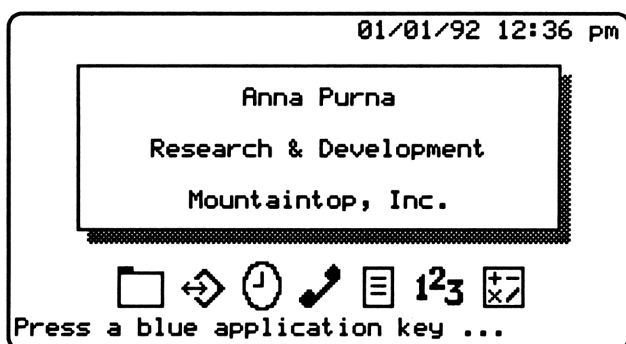 01/01/92 12:36 pm
Anna Purna
Research & Development
Mountaintop, Inc.
123
Press a blue application key ...